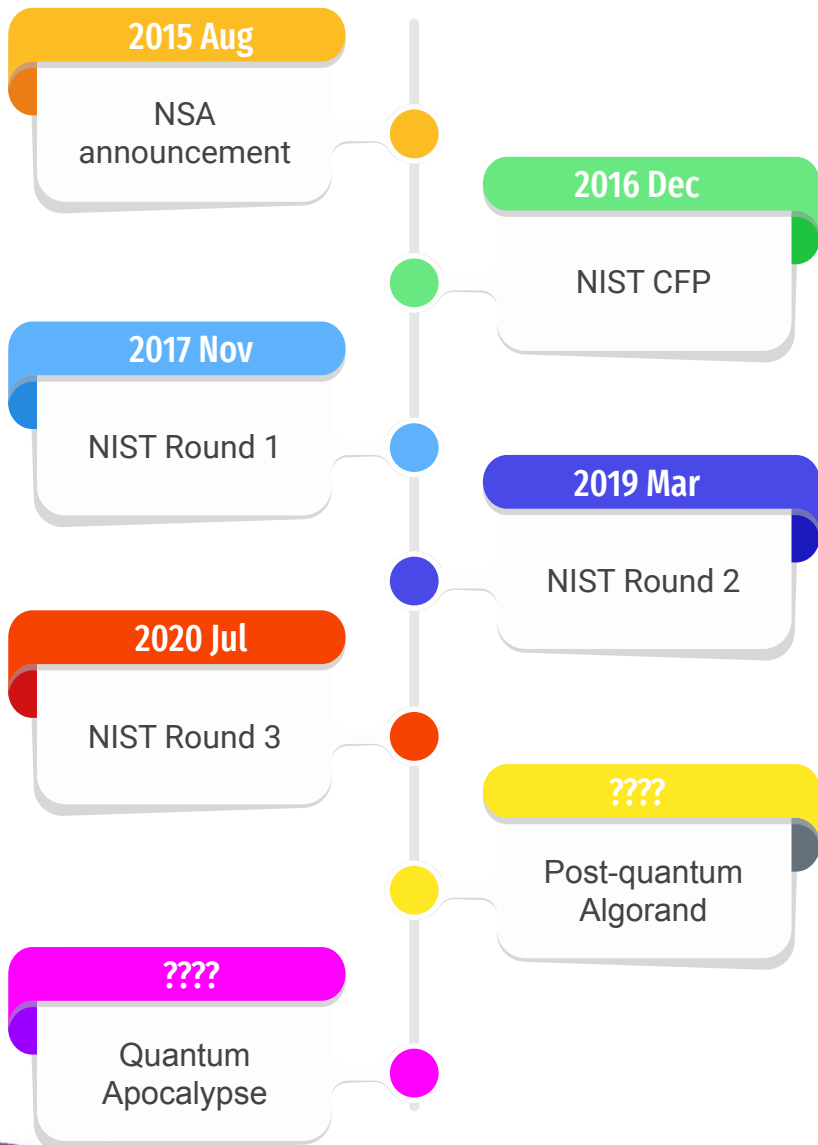 2015 Aug
NSA
announcement
2016 Dec
NIST CFP
2017 Nov
NIST Round 1
2019 Mar
NIST Round 2
2020 Jul
NIST Round 3
????
Post-quantum
Algorand
????
Quantum
Apocalypse